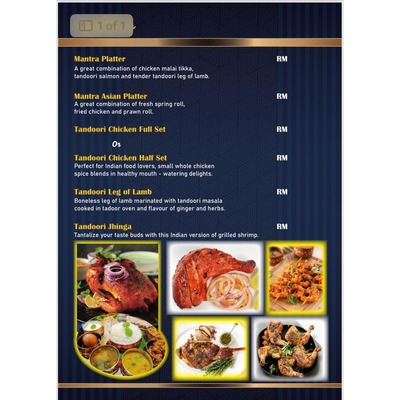 1 of 1
Mantra Platter RM
A great combination of chicken malai tikka,
tandoori salmon and tender tandoori leg of lamb.
Mantra Asian Platter RM
A great combination of fresh spring roll,
fried chicken and prawn roll.
Tandoori Chicken Full Set RM
Os
Tandoori Chicken Half Set RM
Perfect for Indian food lovers, small whole chicken
spice blends in healthy mouth - watering delights.
Tandoori Leg of Lamb RM
Boneless leg of lamb marinated with tandoori masala
cooked in tadoor oven and flavour of ginger and herbs.
Tandoori Jhinga RM
Tantalize your taste buds with this Indian version of grilled shrimp.